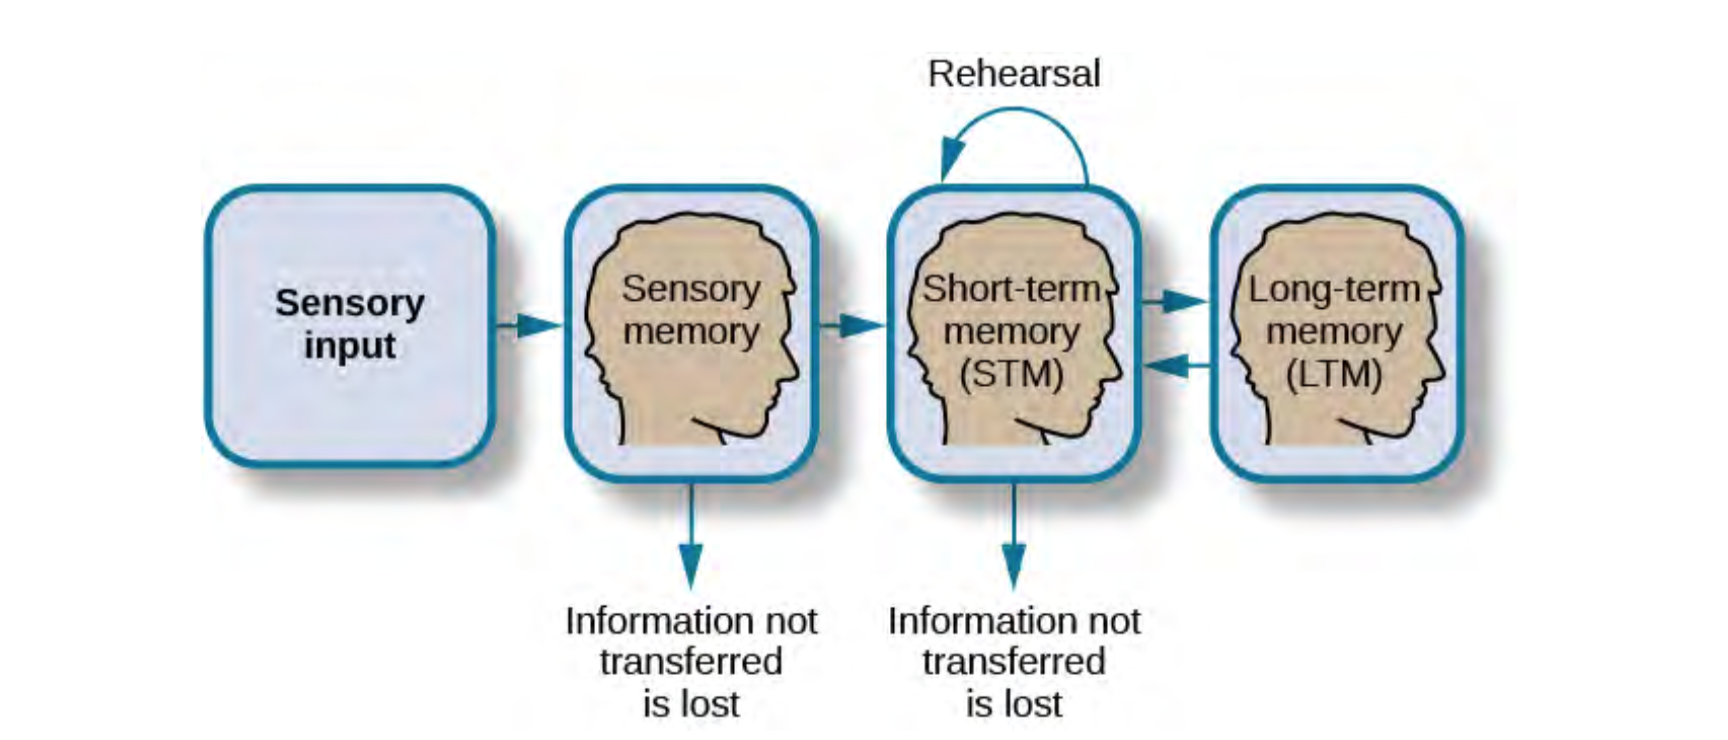 Rehearsal
Sensory
input
Sensory
memory
Short-term
memory
(STM)
Long-term
memory
(LTM)
Information not
transferred
is lost
Information not
transferred
is lost